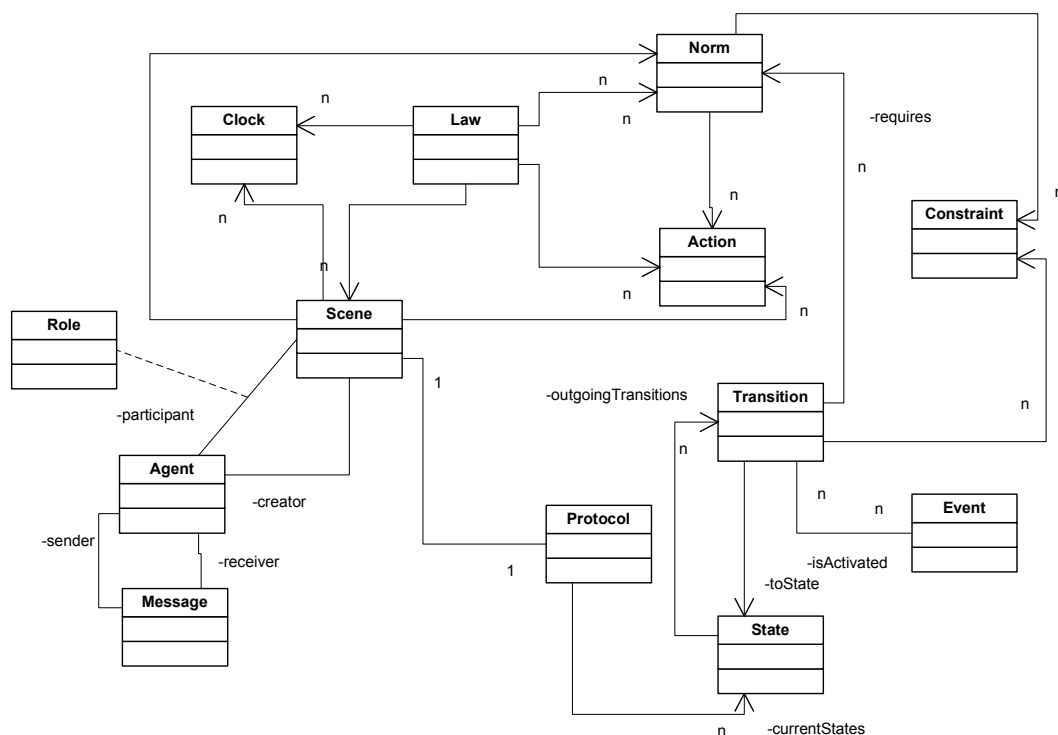 Norm
n
n
Clock
Law
n
-requires
n
n
n
n
Constraint
Action
n
n
n
Scene
Role
1
-outgoingTransitions
Transition
-participant
n
n
Agent
-creator
n
n
Event
Protocol
-sender
-receiver
1
-isActivated
-toState
Message
State
n
-currentStates